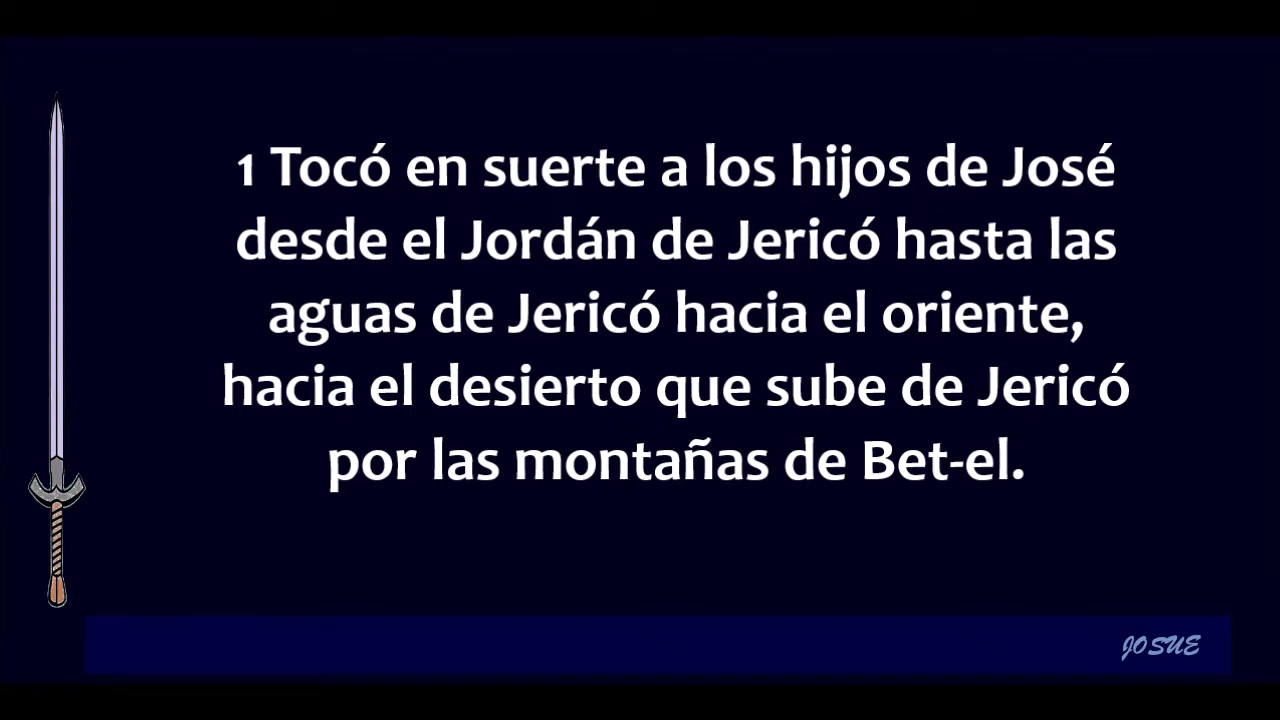 1 Tocó en suerte a los hijos de José
desde el Jordán de Jericó hasta las
aguas de Jericó hacia el oriente,
hacia el desierto que sube de Jericó
por las montañas de Bet-el.
JOSUE